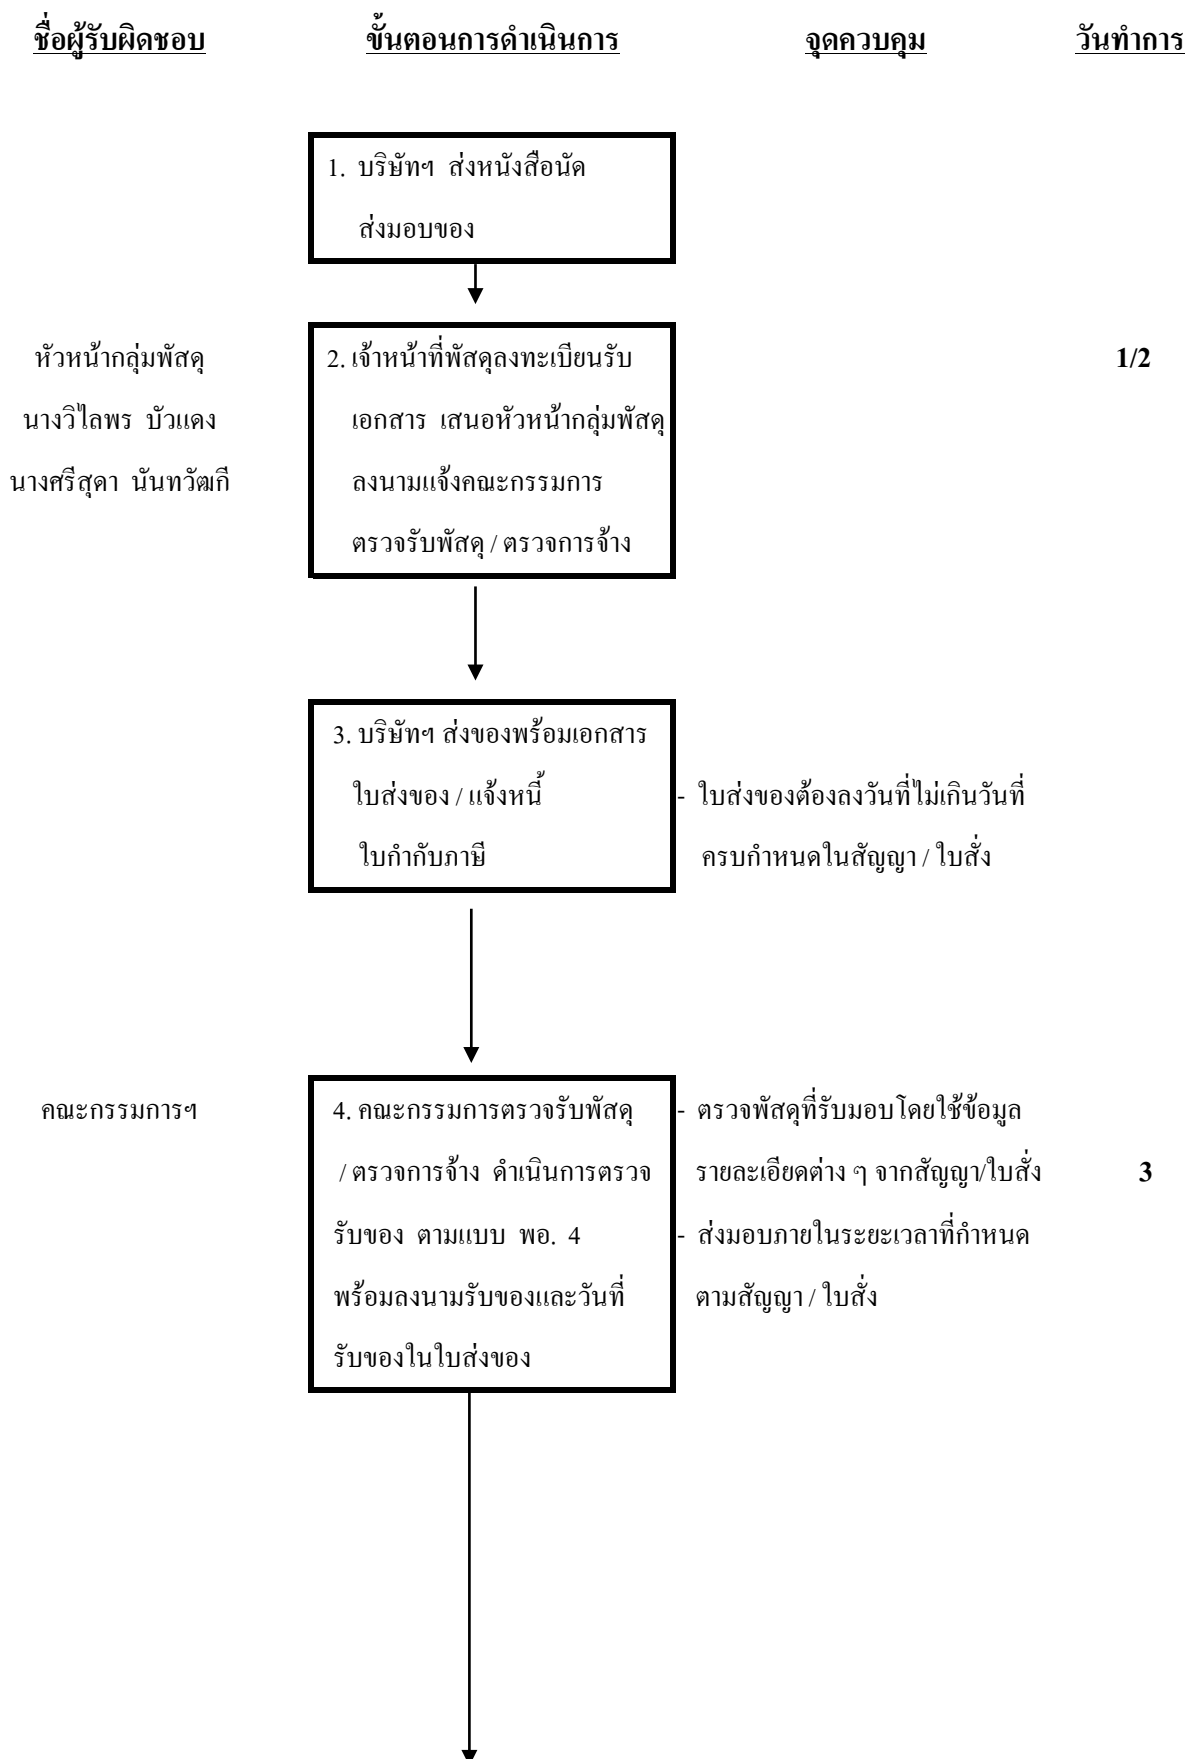 ชื่อผู้รับผิดชอบ ขั้นตอนการดำเนินการ จุดควบคุม วันทำการ
1. บริษัทฯ ส่งหนังสือนัด
ส่งมอบของ
หัวหน้ากลุ่มพัสดุ 2. เจ้าหน้าที่พัสดุลงทะเบียนรับ 1/2
นางวิไลพร บัวแดง เอกสาร เสนอหัวหน้ากลุ่มพัสดุ
นางศรีสุดา นันทวัฒกี ลงนามแจ้งคณะกรรมการ
ตรวจรับพัสดุ / ตรวจการจ้าง
3. บริษัทฯ ส่งของพร้อมเอกสาร
ใบส่งของ / แจ้งหนี้ - ใบส่งของต้องลงวันที่ไม่เกินวันที่
ใบกำกับภาษี ครบกำหนดในสัญญา / ใบสั่ง
คณะกรรมการฯ 4. คณะกรรมการตรวจรับพัสดุ - ตรวจพัสดุที่รับมอบโดยใช้ข้อมูล
/ ตรวจการจ้าง ดำเนินการตรวจ รายละเอียดต่าง ๆ จากสัญญา/ใบสั่ง 3
รับของ ตามแบบ พอ. 4 - ส่งมอบภายในระยะเวลาที่กำหนด
พร้อมลงนามรับของและวันที่ ตามสัญญา / ใบสั่ง
รับของในใบส่งของ